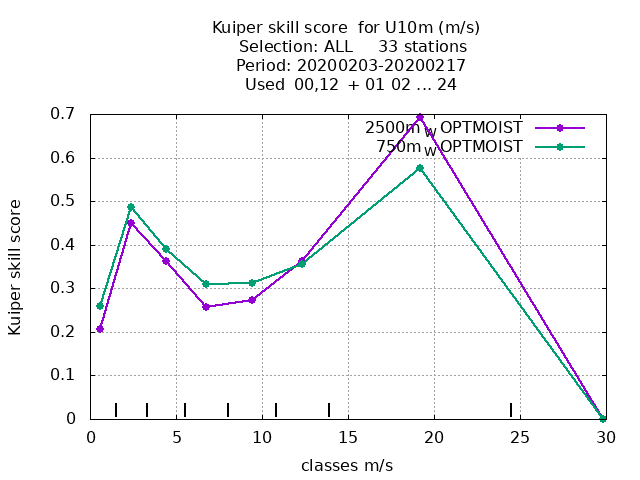 Kuiper skill score for U10m (m/s)
Selection: ALL 33 stations
Period: 20200203-20200217
Used 00,12 + 01 02 ... 24
0.7
0.6
0.5
0.4
0.3
0.2
0.1
0
Kuiper skill score
2500m W OPTMOIST
750m W OPTMOIST
0 5 10 15 20 25 30
classes m/s